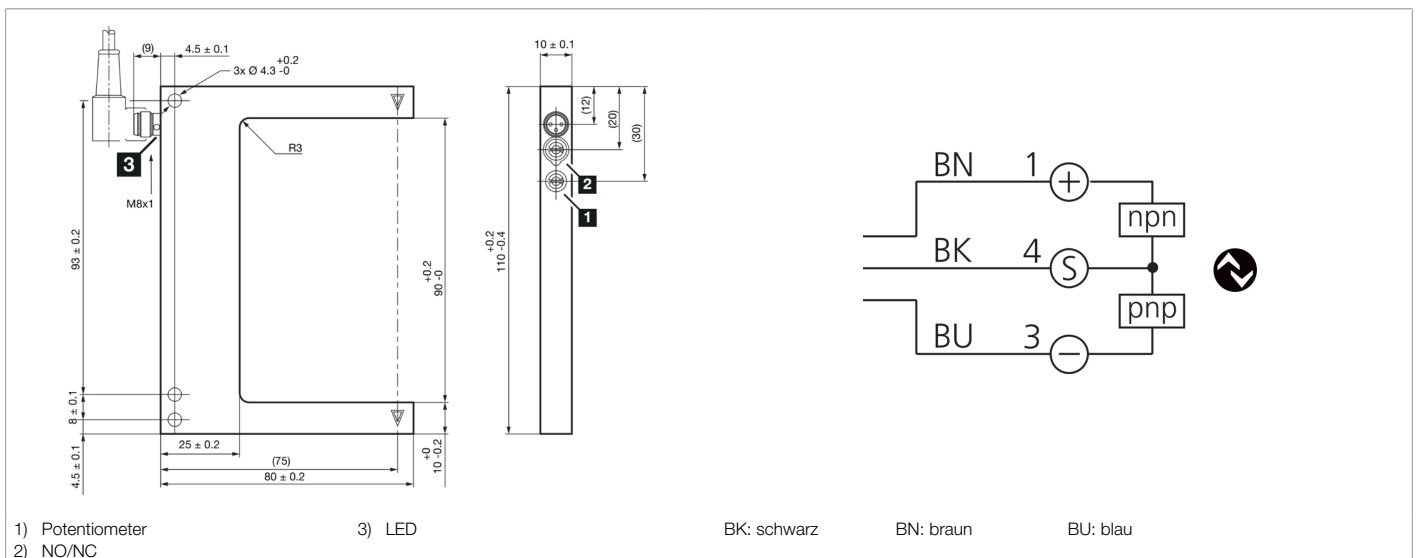 (9)
4.5 ± 0.1
3x Ø 4.3 +0.2 -0
3
M8x1
R3
93 ± 0.2
8 ± 0.1
4.5 ± 0.1
25 ± 0.2
(75)
80 ± 0.2
+0.2
90 -0
+0
10 -0.2
10 ± 0.1
(12)
(20)
(30)
2
1
+0.2
110 -0.4
BN 1 +
npn
BK 4 S
pnp
BU 3 −
1) Potentiometer 3) LED BK: schwarz BN: braun BU: blau
2) NO/NC